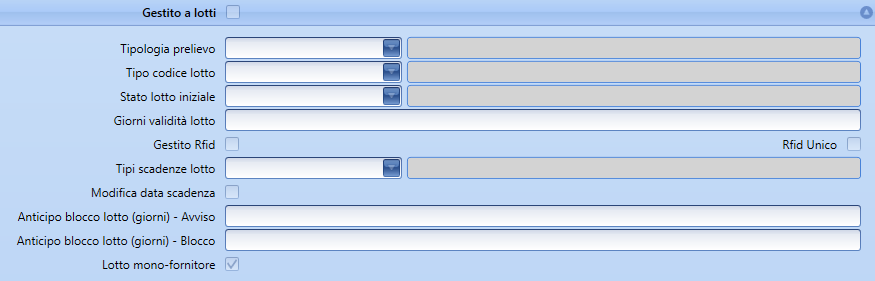 Gestito a lotti
Tipologia prelievo
Tipo codice lotto
Stato lotto iniziale
Giorni validità lotto
Gestito Rfid Rfid Unico
Tipi scadenze lotto
Modifica data scadenza
Anticipo blocco lotto (giorni) - Avviso
Anticipo blocco lotto (giorni) - Blocco
Lotto mono-fornitore